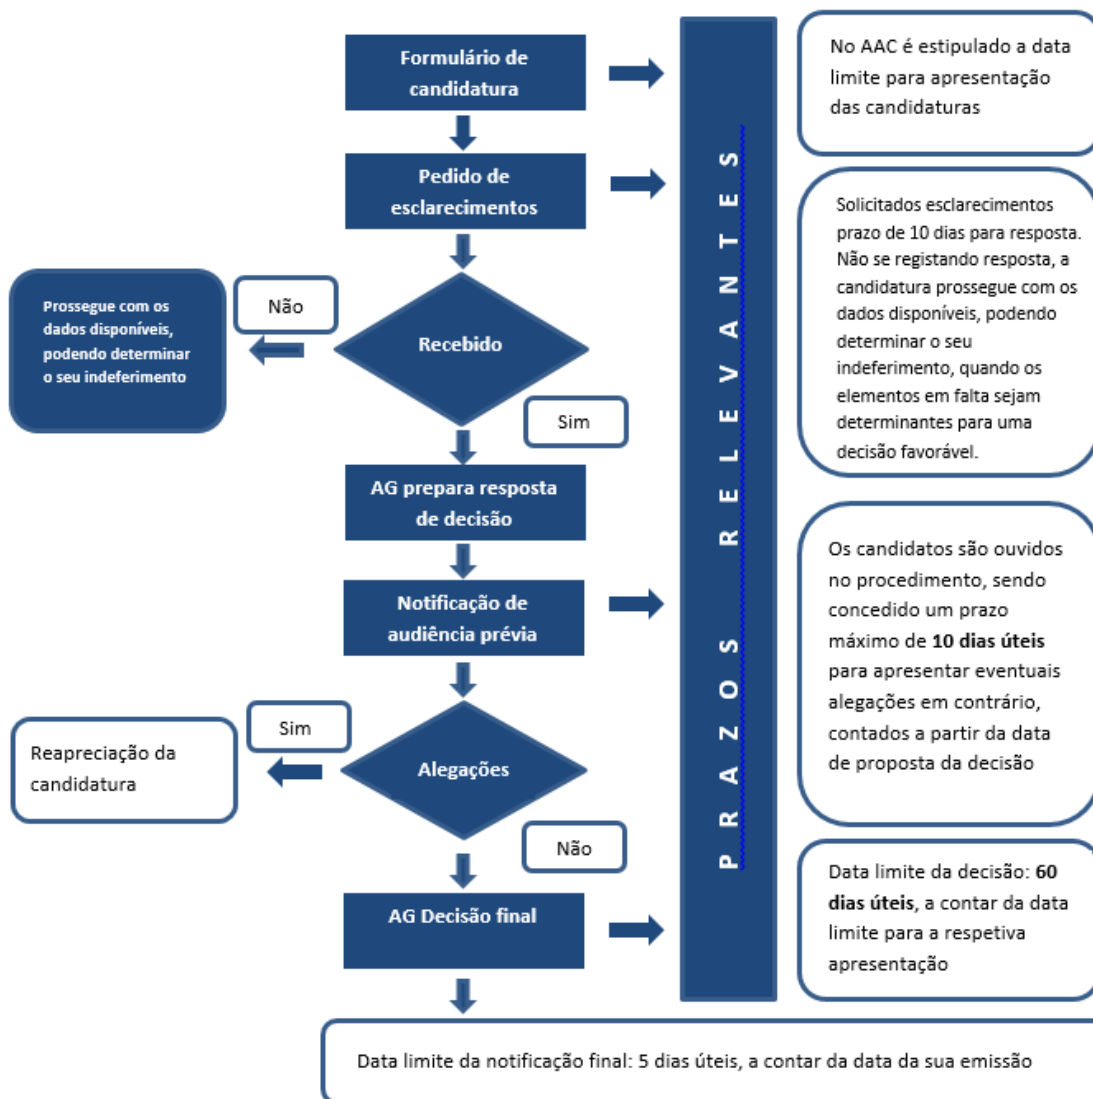 Formulário de
candidatura
No AAC é estipulado a data
limite para apresentação
das candidaturas
Pedido de
esclarecimentos
Solicitados esclarecimentos
prazo de 10 dias para resposta.
Não se registando resposta, a
candidatura prossegue com os
dados disponíveis, podendo
determinar o seu
indeferimento, quando os
elementos em falta sejam
determinantes para uma
decisão favorável.
Recebido
Não
Prossegue com os
dados disponíveis,
podendo determinar
o seu indeferimento
Sim
AG prepara resposta
de decisão
Notificação de
audiência prévia
Os candidatos são ouvidos
no procedimento, sendo
concedido um prazo
máximo de 10 dias úteis
para apresentar eventuais
alegações em contrário,
contados a partir da data
de proposta da decisão
Alegações
Sim
Reapreciação da
candidatura
Não
AG Decisão final
Data limite da decisão: 60
dias úteis, a contar da data
limite para a respetiva
apresentação
PRAZOS RELEVANTES
Data limite da notificação final: 5 dias úteis, a contar da data da sua emissão